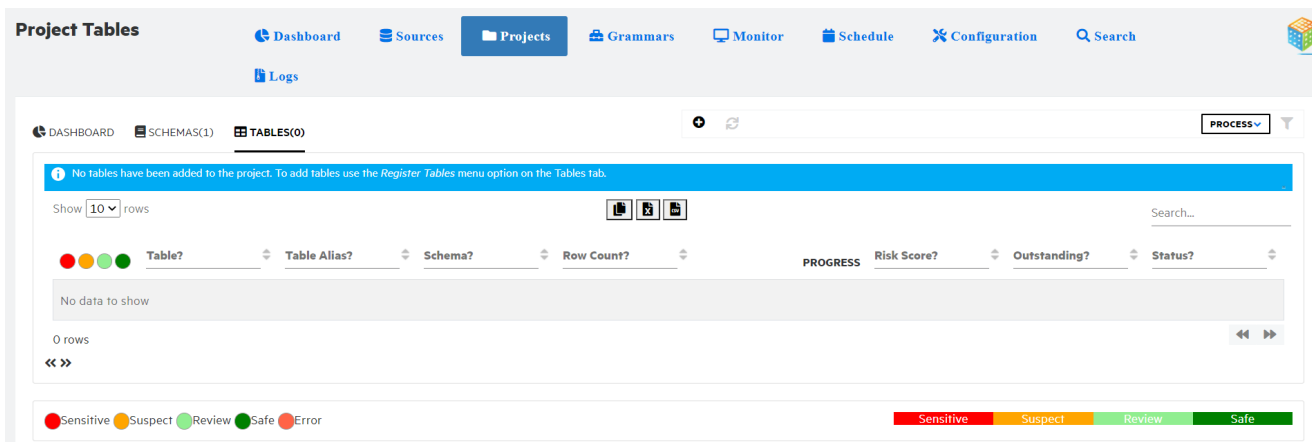 Project Tables
Dashboard Sources Projects Grammars Monitor Schedule Configuration Search
Logs
DASHBOARD SCHEMAS(1) TABLES(0) PROCESS
No tables have been added to the project. To add tables use the Register Tables menu option on the Tables tab.
Show 10 rows Search...
Table? Table Alias? Schema? Row Count? PROGRESS Risk Score? Outstanding? Status?
No data to show
0 rows
Sensitive Suspect Review Safe Error Sensitive Suspect Review Safe